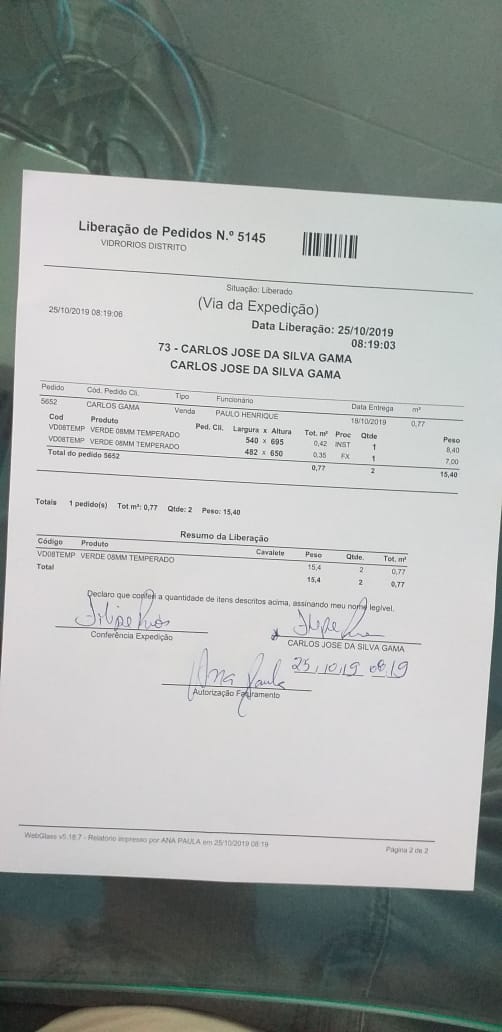 Liberação de Pedidos N.º 5145
VIDRORIOS DISTRITO
Situação: Liberado
(Via da Expedição)
25/10/2019 08:19:06
Data Liberação: 25/10/2019
08:19:03
73 - CARLOS JOSE DA SILVA GAMA
CARLOS JOSE DA SILVA GAMA
Pedido Cód. Pedido Cli. Tipo Funcionário Data Entrega m²
5652 CARLOS GAMA Venda PAULO HENRIQUE 18/10/2019 0,77
Cod Produto Ped. Cli. Largura x Altura Tot. m² Proc Qtde Peso
VD08TEMP VERDE 08MM TEMPERADO 540 x 695 0,42 INST 1 8,40
VD08TEMP VERDE 08MM TEMPERADO 482 x 650 0,35 FX 1 7,00
Total do pedido 5652 0,77 2 15,40
Totais 1 pedido(s) Tot m²: 0,77 Qtde: 2 Peso: 15,40
Resumo da Liberação
Código Produto Cavalete Peso Qtde. Tot. m²
VD08TEMP VERDE 08MM TEMPERADO 15,4 2 0,77
Total 15,4 2 0,77
Declaro que conferi a quantidade de itens descritos acima, assinando meu nome legível.
Conferência Expedição
CARLOS JOSE DA SILVA GAMA
Ana Paula 25/10/19 08:19
Autorização Faturamento
WebGlass v5.18.7 - Relatório impresso por ANA PAULA em 25/10/2019 08:19
Página 2 de 2